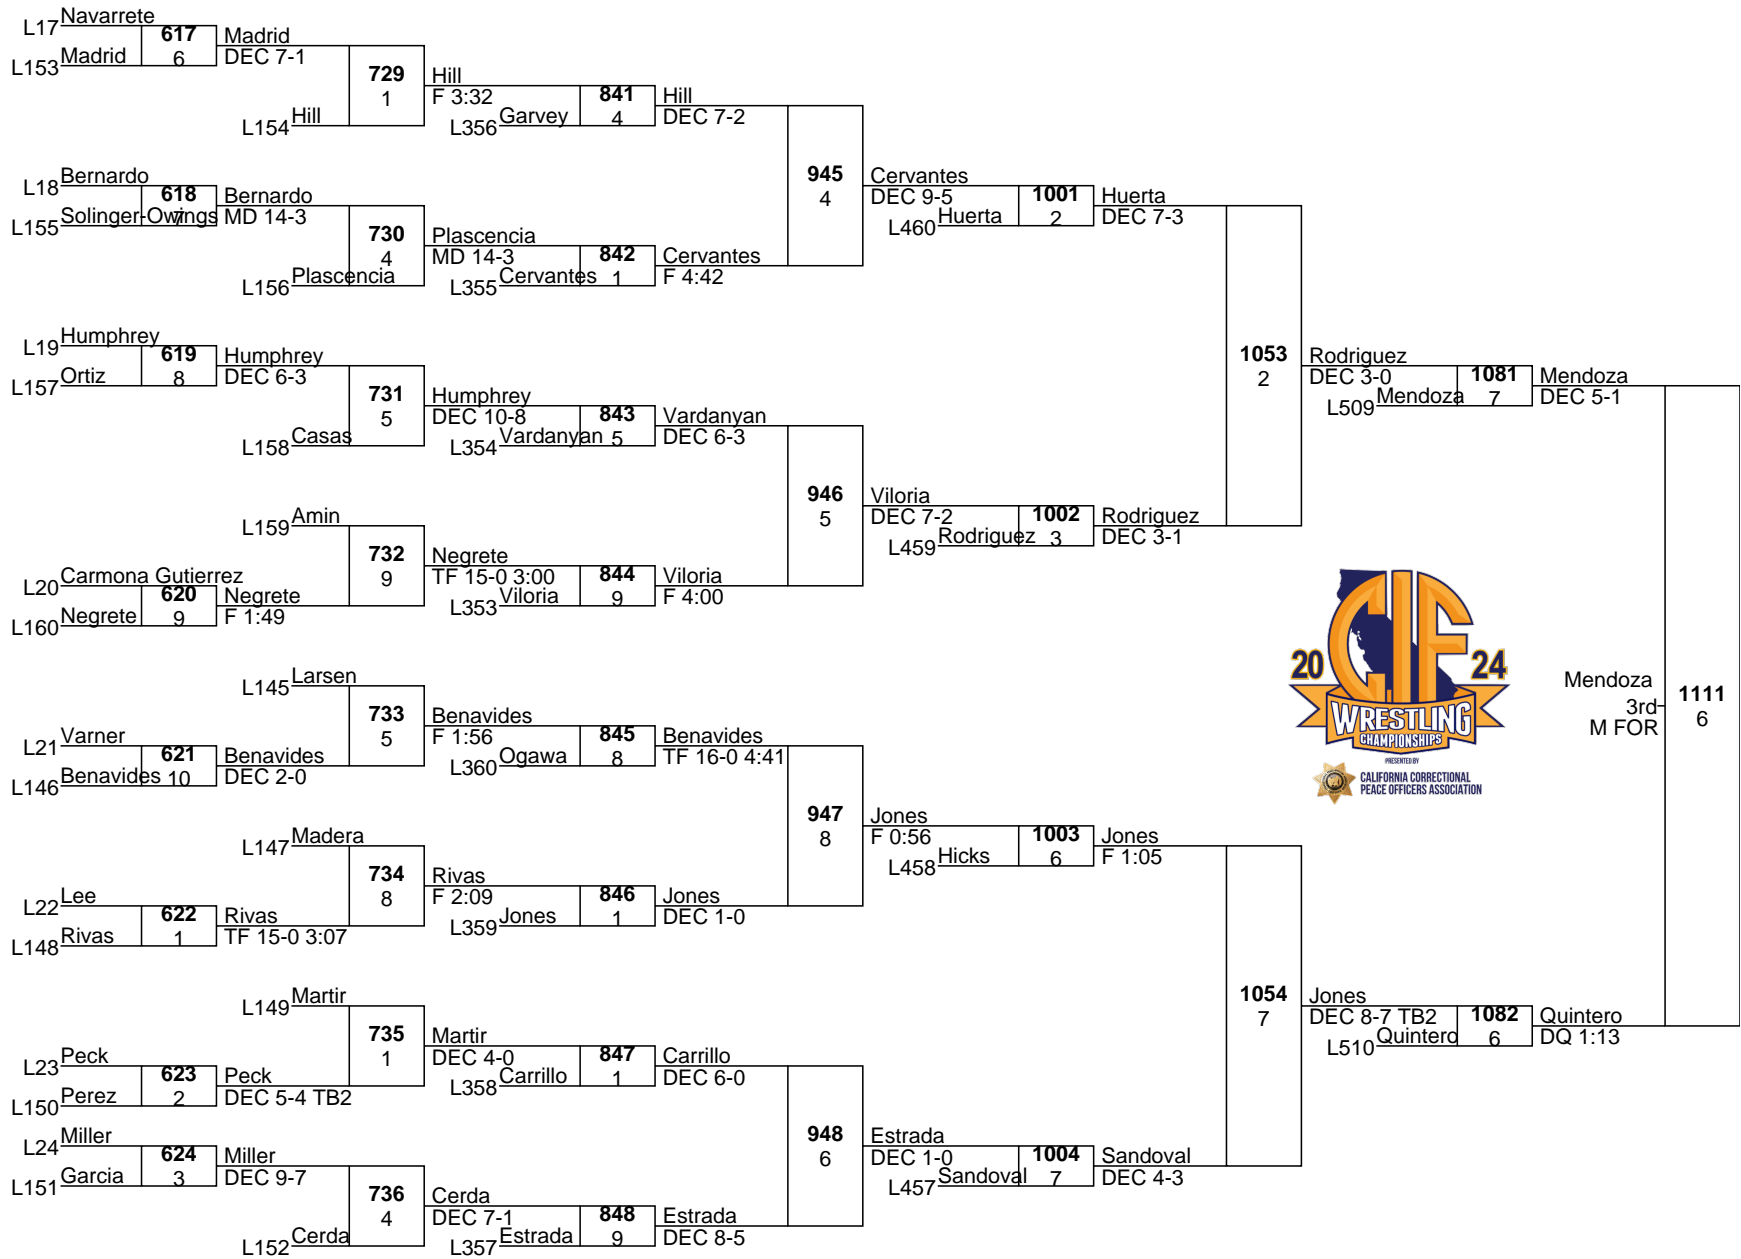 Navarrete
L17
617
Madrid
L153
Madrid
6
DEC 7-1
729
1
Hill
F 3:32
L154
Hill
841
4
L356
Garvey
Hill
DEC 7-2
L18
Bernardo
618
7
L155
Solinger-Owings
Bernardo
MD 14-3
730
4
Plascencia
MD 14-3
L156
Plascencia
842
1
L355
Cervantes
Cervantes
F 4:42
945
4
Cervantes
DEC 9-5
1001
2
L460
Huerta
Huerta
DEC 7-3
L19
Humphrey
619
8
L157
Ortiz
Humphrey
DEC 6-3
731
5
Humphrey
DEC 10-8
L158
Casas
843
5
L354
Vardanyan
Vardanyan
DEC 6-3
L159
Amin
732
9
Negrete
TF 15-0 3:00
L20
Carmona Gutierrez
620
9
L160
Negrete
Negrete
F 1:49
844
9
L353
Viloria
Viloria
F 4:00
946
5
Viloria
DEC 7-2
1002
3
L459
Rodriguez
Rodriguez
DEC 3-1
1053
2
Rodriguez
DEC 3-0
1081
7
L509
Mendoza
Mendoza
DEC 5-1
L145
Larsen
733
5
Benavides
F 1:56
L21
Varner
621
10
L146
Benavides
Benavides
DEC 2-0
845
8
L360
Ogawa
Benavides
TF 16-0 4:41
L147
Madera
734
8
Rivas
F 2:09
L22
Lee
622
1
L148
Rivas
Rivas
TF 15-0 3:07
846
1
L359
Jones
Jones
DEC 1-0
947
8
Jones
F 0:56
1003
6
L458
Hicks
Jones
F 1:05
L149
Martir
735
1
Martir
DEC 4-0
L23
Peck
623
2
L150
Perez
Peck
DEC 5-4 TB2
847
1
L358
Carrillo
Carrillo
DEC 6-0
L24
Miller
624
3
L151
Garcia
Miller
DEC 9-7
736
4
Cerda
DEC 7-1
L152
Cerda
848
9
L357
Estrada
Estrada
DEC 8-5
948
6
Estrada
DEC 1-0
1004
7
L457
Sandoval
Sandoval
DEC 4-3
1054
7
Jones
DEC 8-7 TB2
1082
6
L510
Quintero
Quintero
DQ 1:13
Mendoza
3rd
M FOR
1111
6
20 CIF 24
WRESTLING
CHAMPIONSHIPS
PRESENTED BY
CALIFORNIA CORRECTIONAL
PEACE OFFICERS ASSOCIATION